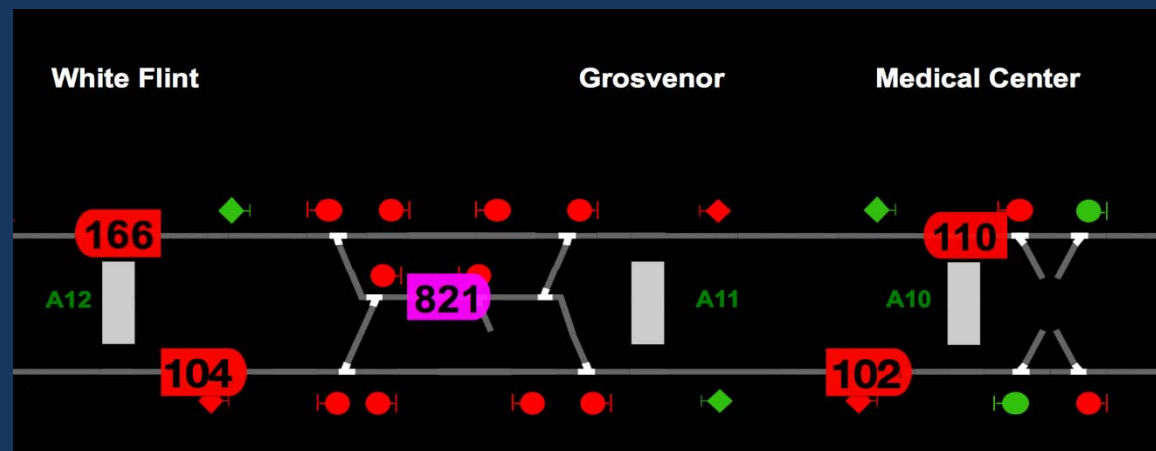 White Flint
Grosvenor
Medical Center
166
110
821
A12
A11
A10
104
102